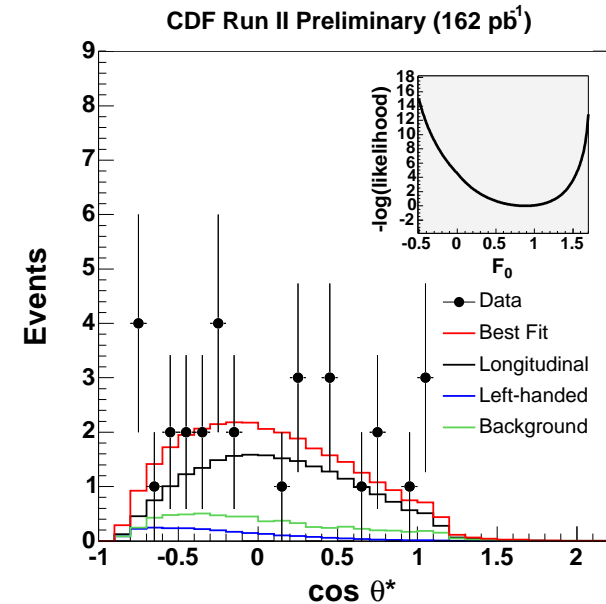 CDF Run II Preliminary (162 pb⁻¹)
9
8
7
6
5
4
3
2
1
0
Events
-1 -0.5 0 0.5 1 1.5 2
cos θ*
18
16
14
12
10
8
6
4
2
0
-2
-log(likelihood)
-0.5 0 0.5 1 1.5
F₀
Data
Best Fit
Longitudinal
Left-handed
Background